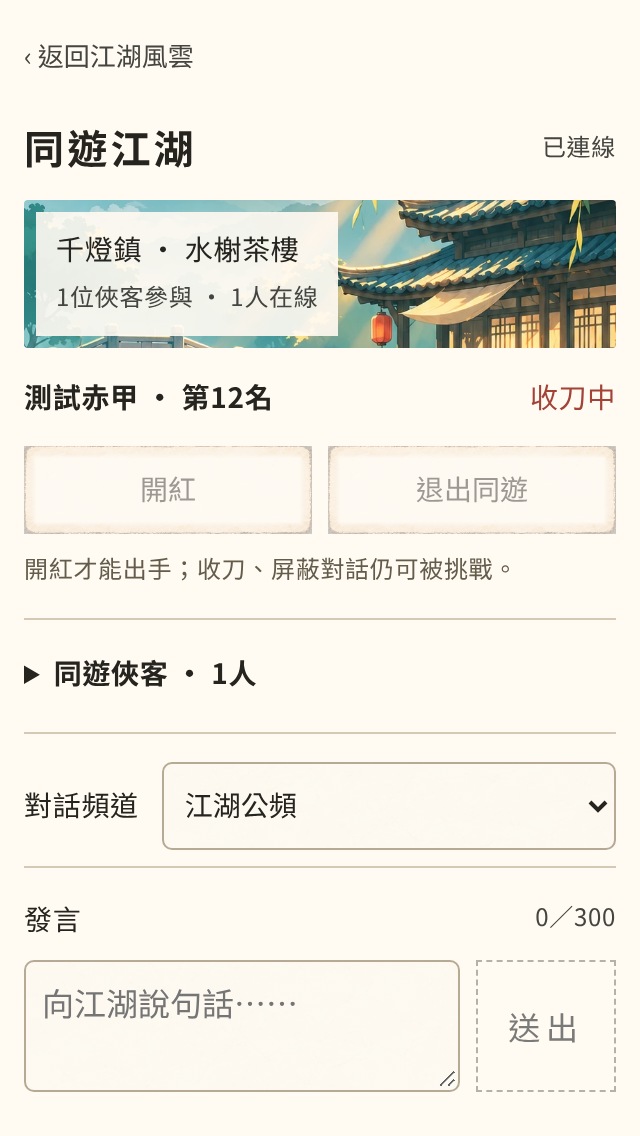 ‹ 返回江湖風雲
同遊江湖
已連線
千燈鎮 · 水榭茶樓
1位俠客參與 · 1人在線
測試赤甲 · 第12名
收刀中
開紅
退出同遊
開紅才能出手；收刀、屏蔽對話仍可被挑戰。
▶ 同遊俠客 · 1人
對話頻道
江湖公頻
發言
0／300
向江湖說句話……
送出